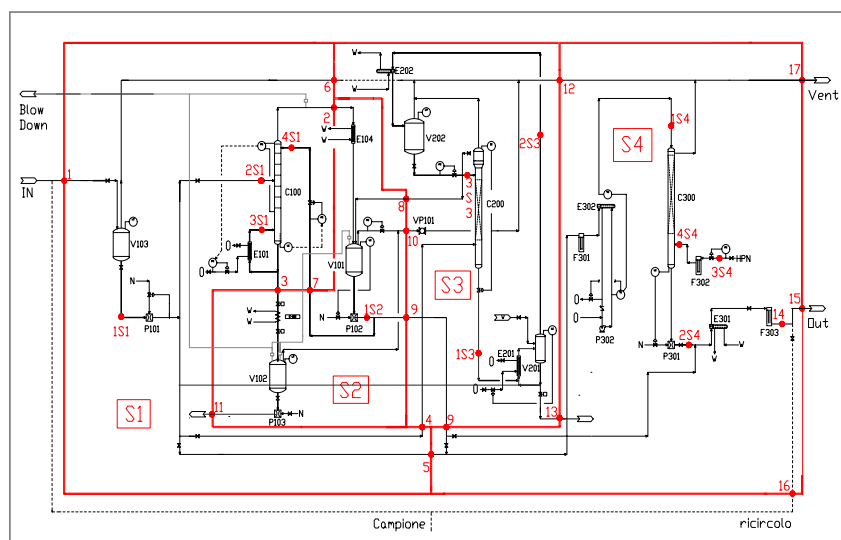 17
Vent
6
12
E202
W
W
Blow
Down
2
V202
1S4
S4
W
W
E104
4S1
2S3
1
IN
2S1
C100
3
S
3
C200
C300
8
E302
3S1
VP101
10
F301
4S4
V103
E101
V101
S3
HPN
3S4
F302
N
3
7
N
1S1
P101
P102
1S2
9
15
Out
W
W
E301
14
F303
P302
N
P301
2S4
W
W
1S3
E201
V201
V102
S2
S1
11
P103
N
4
9
13
5
16
Campione
ricircolo